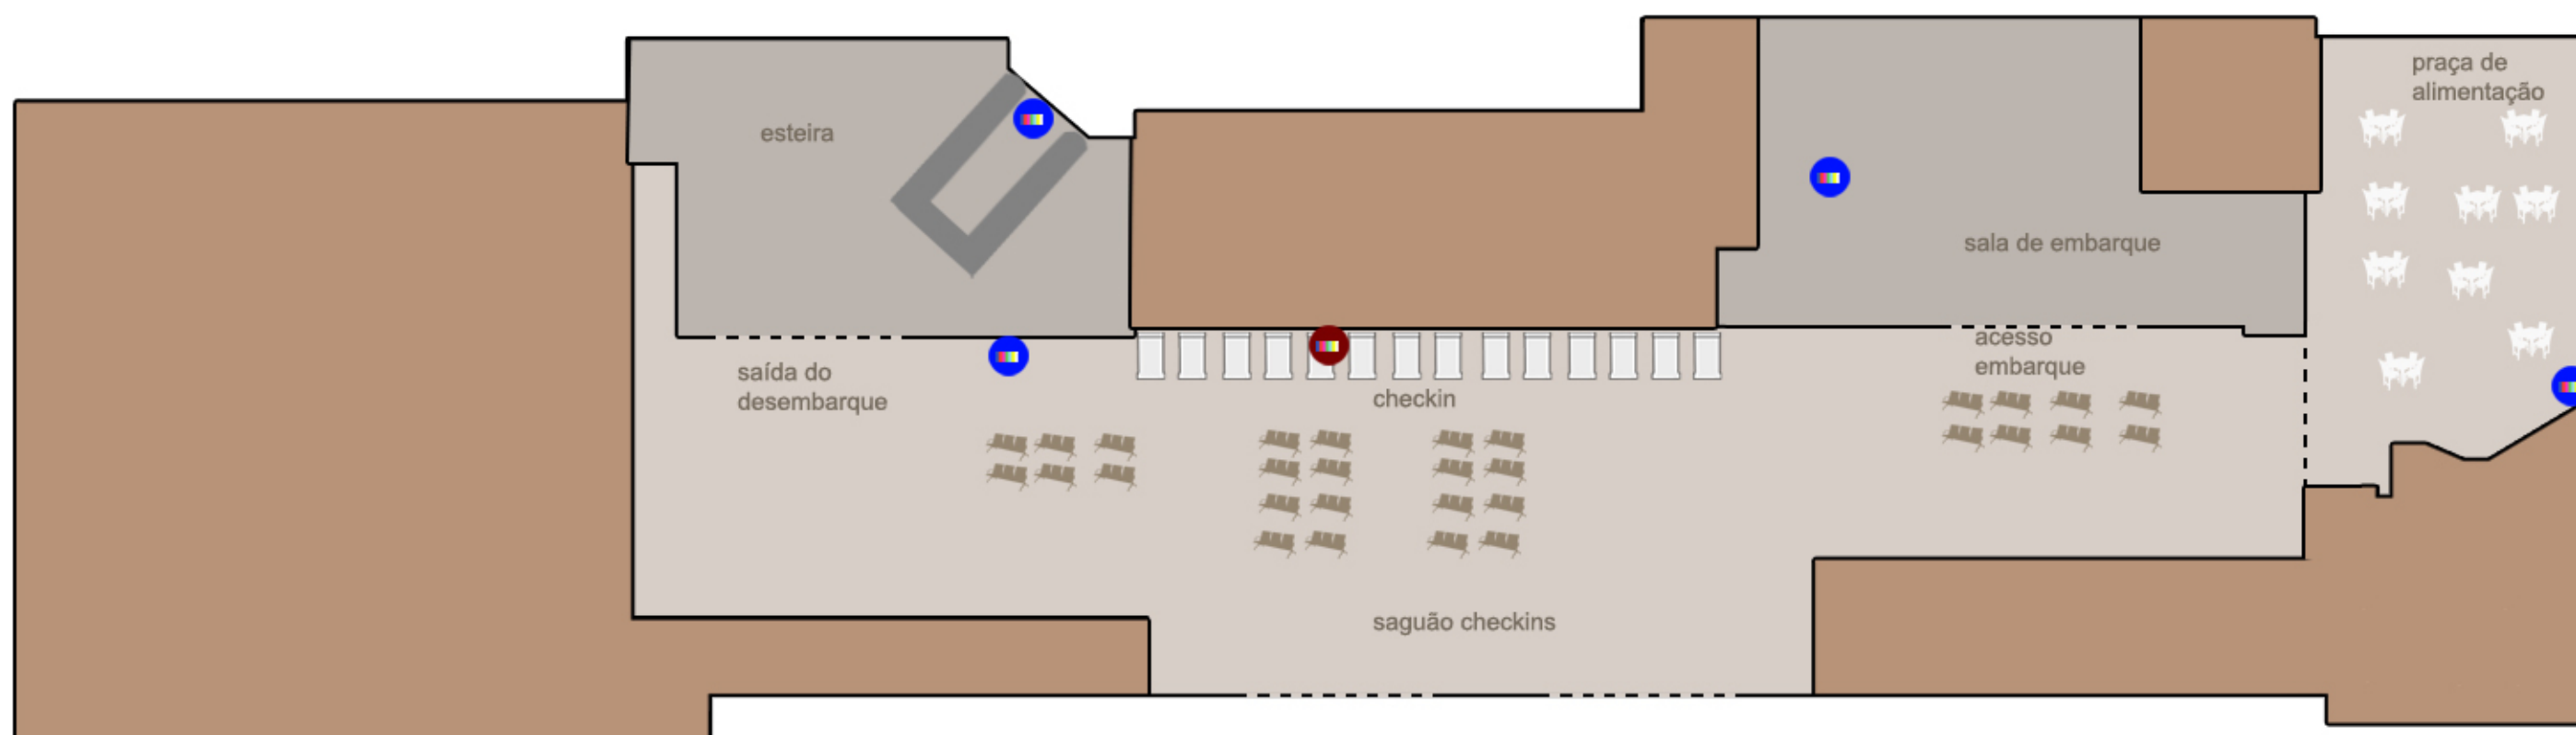 praça de
alimentação
esteira
sala de embarque
acesso
embarque
saída do
desembarque
checkin
saguão checkins